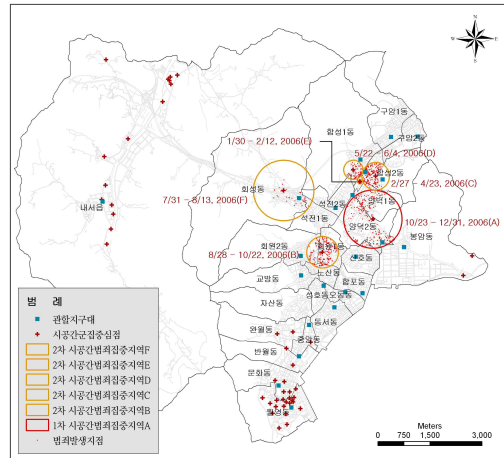 N
W
E
S
구암1동
합성1동
구암2동
1/30 - 2/12, 2006(E)
5/22 - 6/4, 2006(D)
합성2동
2/27 - 4/23, 2006(C)
회성동
7/31 - 8/13, 2006(F)
양덕1동
석전2동
내서읍
석전1동
10/23 - 12/31, 2006(A)
양덕2동
봉암동
회원2동
회원1동
8/28 - 10/22, 2006(B)
산호동
노산동
교방동
합포동
성호동
오동동
자산동
동서동
완월동
중앙동
반월동
문화동
월영동
범 례
관할지구대
시공간군집중심점
2차 시공간범죄집중지역F
2차 시공간범죄집중지역E
2차 시공간범죄집중지역D
2차 시공간범죄집중지역C
2차 시공간범죄집중지역B
1차 시공간범죄집중지역A
범죄발생지점
Meters
0 750 1,500 3,000